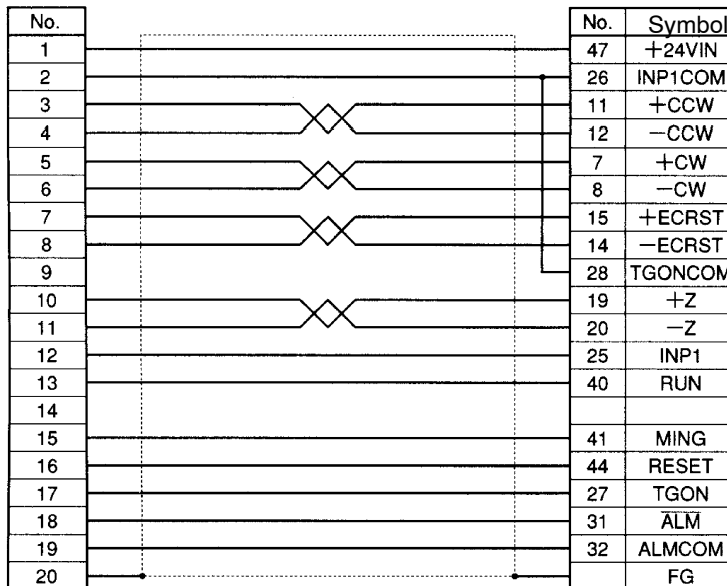 No. No. Symbol
1 47 +24VIN
2 26 INP1COM
3 11 +CCW
4 12 −CCW
5 7 +CW
6 8 −CW
7 15 +ECRST
8 14 −ECRST
9 28 TGONCOM
10 19 +Z
11 20 −Z
12 25 INP1
13 40 RUN
14
15 41 MING
16 44 RESET
17 27 TGON
18 31 A̅L̅M̅
19 32 ALMCOM
20 FG